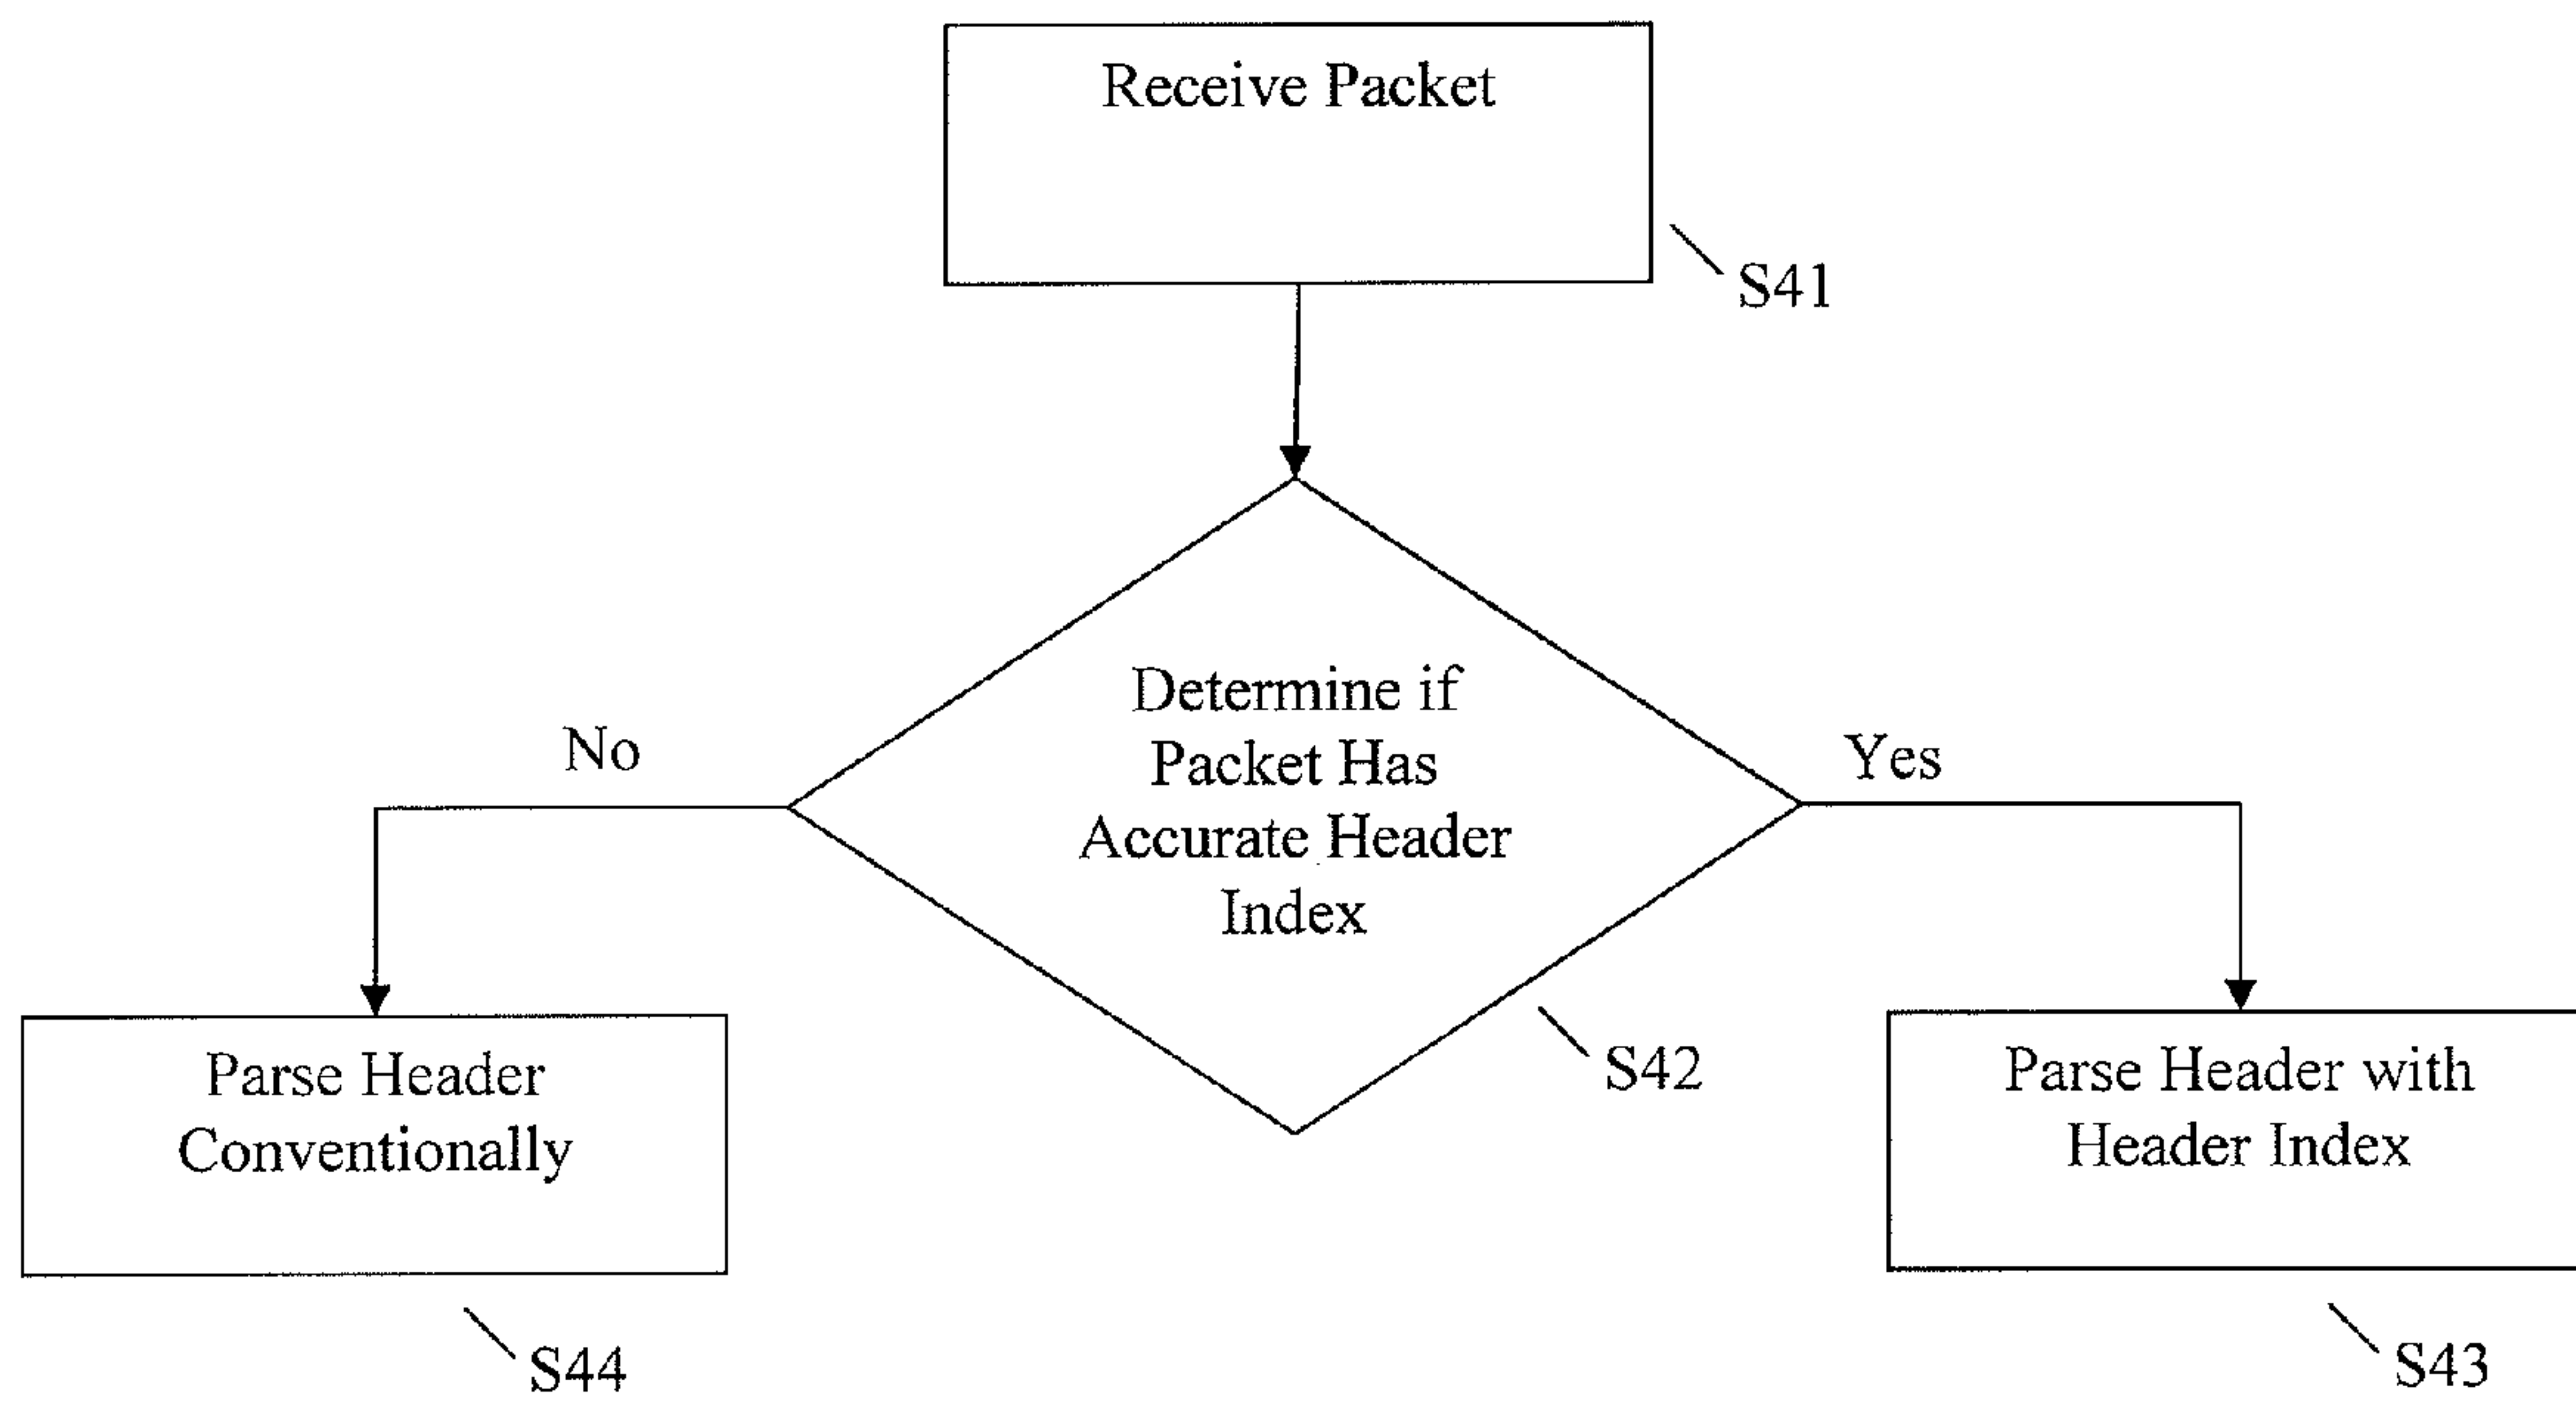 Receive Packet
S41
Determine if
Packet Has
Accurate Header
Index
S42
No
Yes
Parse Header
Conventionally
S44
Parse Header with
Header Index
S43